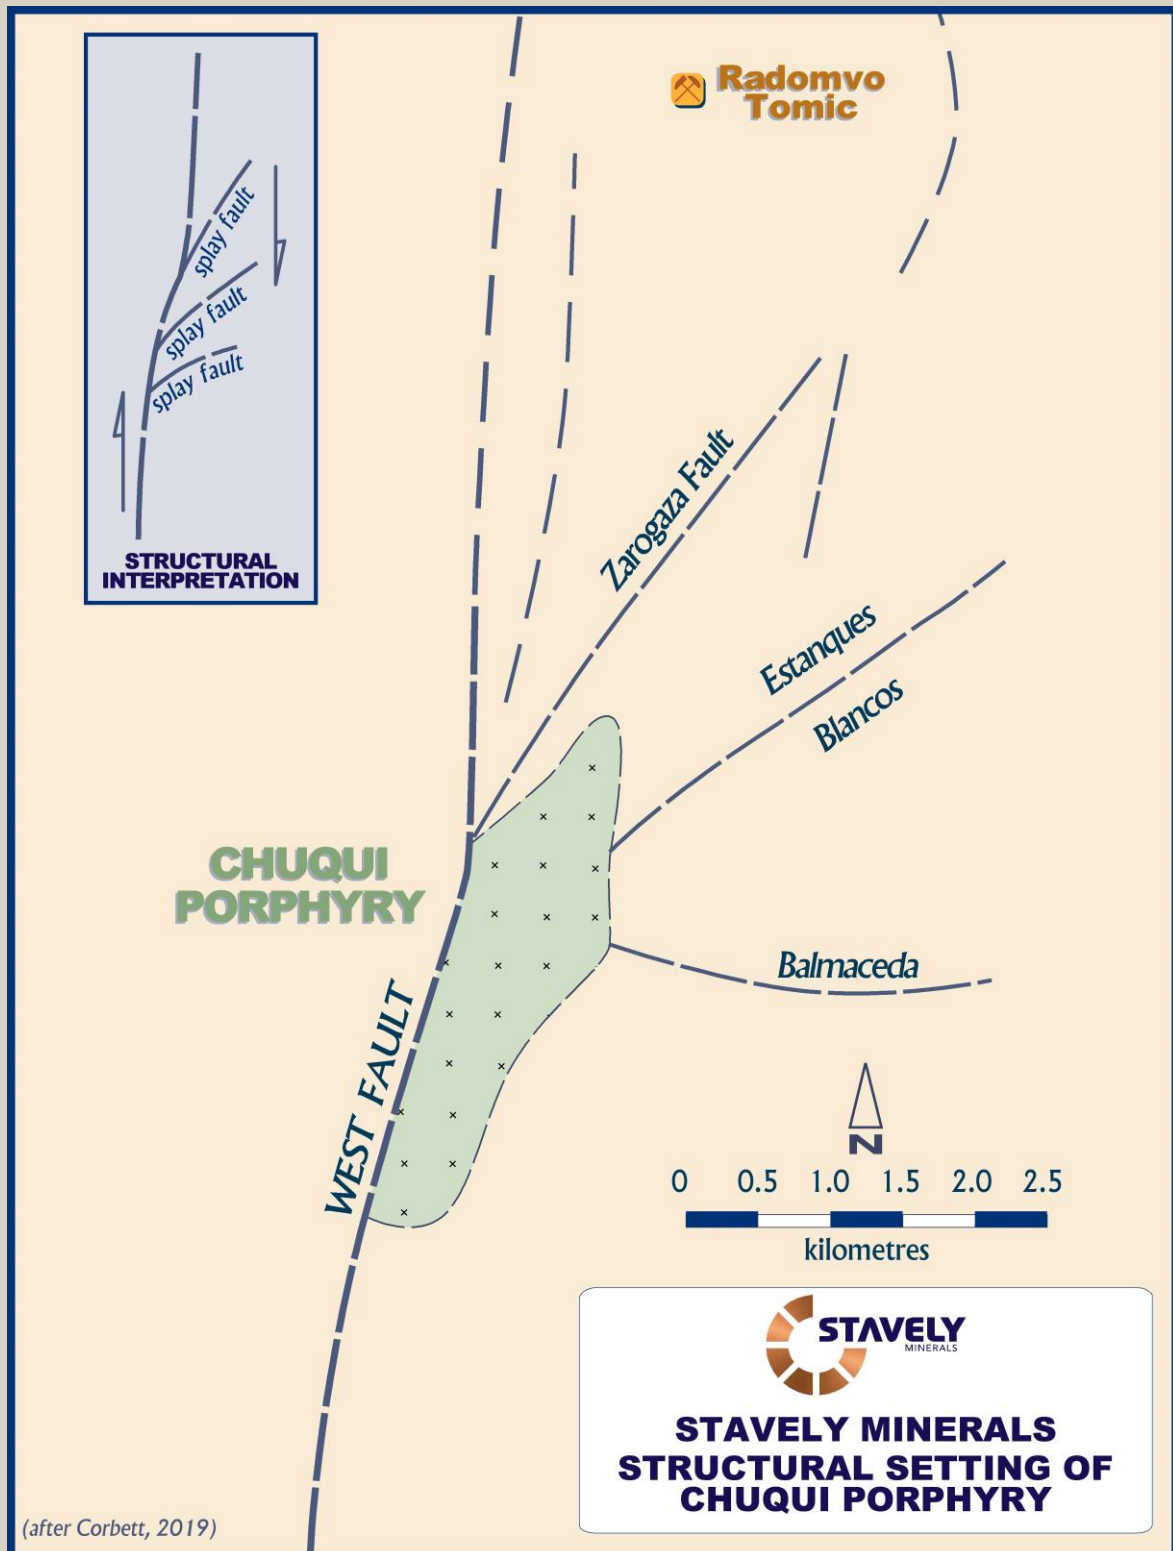 Radomvo
Tomic
splay fault
splay fault
splay fault
STRUCTURAL
INTERPRETATION
Zarogaza Fault
Estanques
Blancos
CHUQUI
PORPHYRY
Balmaceda
WEST FAULT
N
0 0.5 1.0 1.5 2.0 2.5
kilometres
STAVELY
MINERALS
STAVELY MINERALS
STRUCTURAL SETTING OF
CHUQUI PORPHYRY
(after Corbett, 2019)